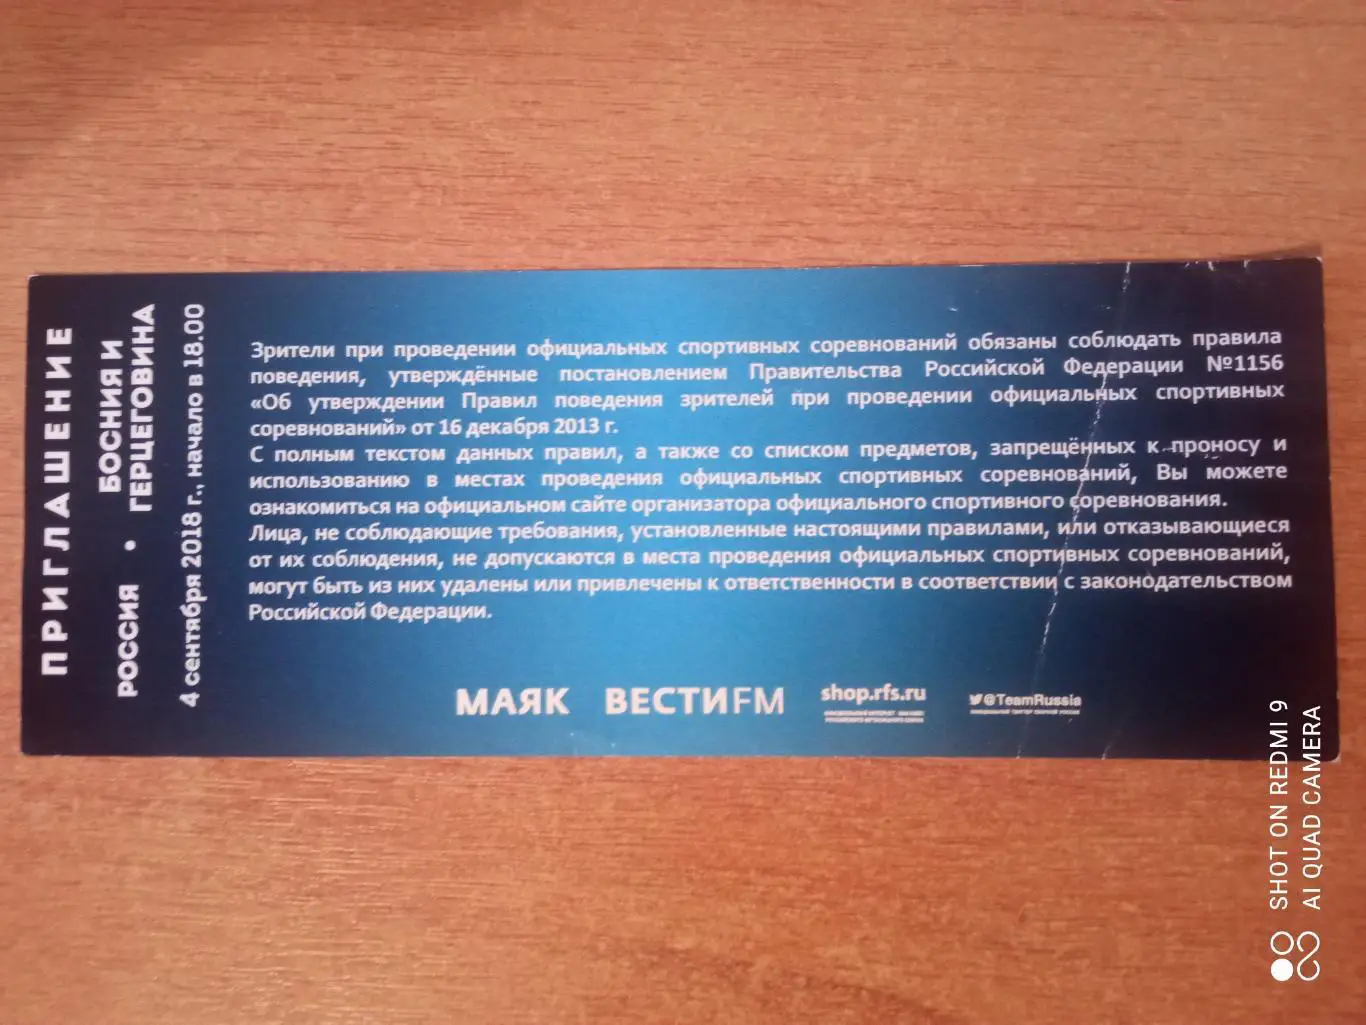 ПРИГЛАШЕНИЕ
РОССИЯ • БОСНИЯ И
ГЕРЦЕГОВИНА
4 сентября 2018 г., начало в 18.00
Зрители при проведении официальных спортивных соревнований обязаны соблюдать правила
поведения, утверждённые постановлением Правительства Российской Федерации №1156
«Об утверждении Правил поведения зрителей при проведении официальных спортивных
соревнований» от 16 декабря 2013 г.
С полным текстом данных правил, а также со списком предметов, запрещённых к проносу и
использованию в местах проведения официальных спортивных соревнований, Вы можете
ознакомиться на официальном сайте организатора официального спортивного соревнования.
Лица, не соблюдающие требования, установленные настоящими правилами, или отказывающиеся
от их соблюдения, не допускаются в места проведения официальных спортивных соревнований,
могут быть из них удалены или привлечены к ответственности в соответствии с законодательством
Российской Федерации.
МАЯК ВЕСТИFM shop.rfs.ru @TeamRussia
SHOT ON REDMI 9
AI QUAD CAMERA